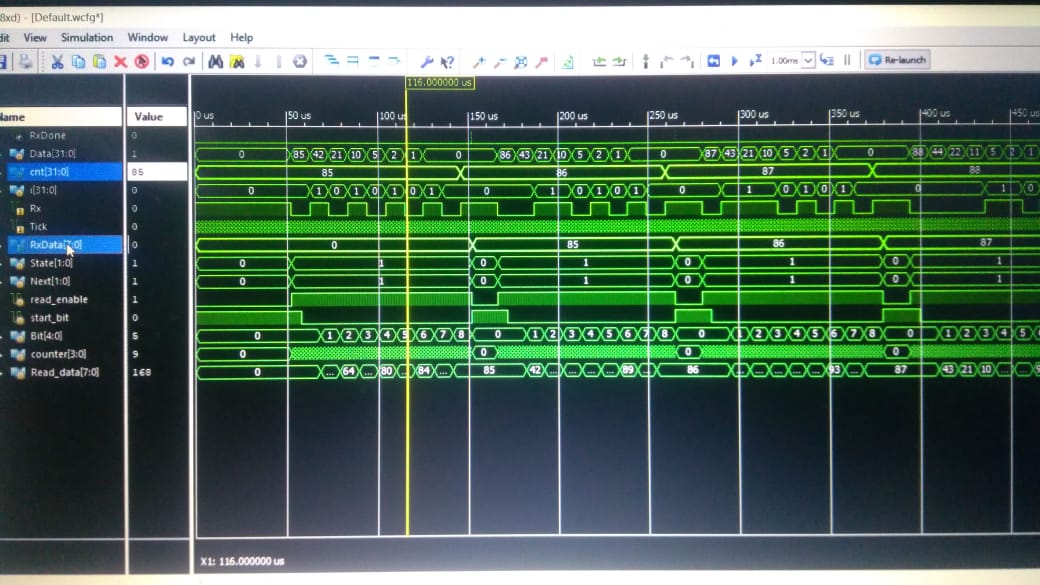 8xd) - [Default.wcfg*]
dit View Simulation Window Layout Help
1.00ms Re-launch
116.000000 us
Name Value
0 us 50 us 100 us 150 us 200 us 250 us 300 us 350 us 400 us 450 us
RxDone 0
Data[31:0] 1 0 85 42 21 10 5 2 1 0 86 43 21 10 5 2 1 0 87 43 21 10 5 2 1 0 88 44 22 11 5 2 1
cnt[31:0] 85 85 86 87 88
i[31:0] 0 0 1 0 1 0 1 0 1 0 1 0 1 0 1 0 1 0 1 0 1 0 1 0
Rx 0
Tick 0
RxData[7:0] 0 0 85 86 87
State[1:0] 1 0 1 0 1 0 1 0 1
Next[1:0] 1 0 1 0 1 0 1 0 1
read_enable 1
start_bit 0
Bit[4:0] 5 0 1 2 3 4 5 6 7 8 0 1 2 3 4 5 6 7 8 0 1 2 3 4 5 6 7 8 0 1 2 3 4 5
counter[3:0] 9 0 0 0 0
Read_data[7:0] 168 0 ... 64 ... 80 ... 84 ... 85 42 ... ... ... ... 89 ... 86 ... ... ... ... ... 93 ... 87 43 21 10 ... ...
X1: 116.000000 us